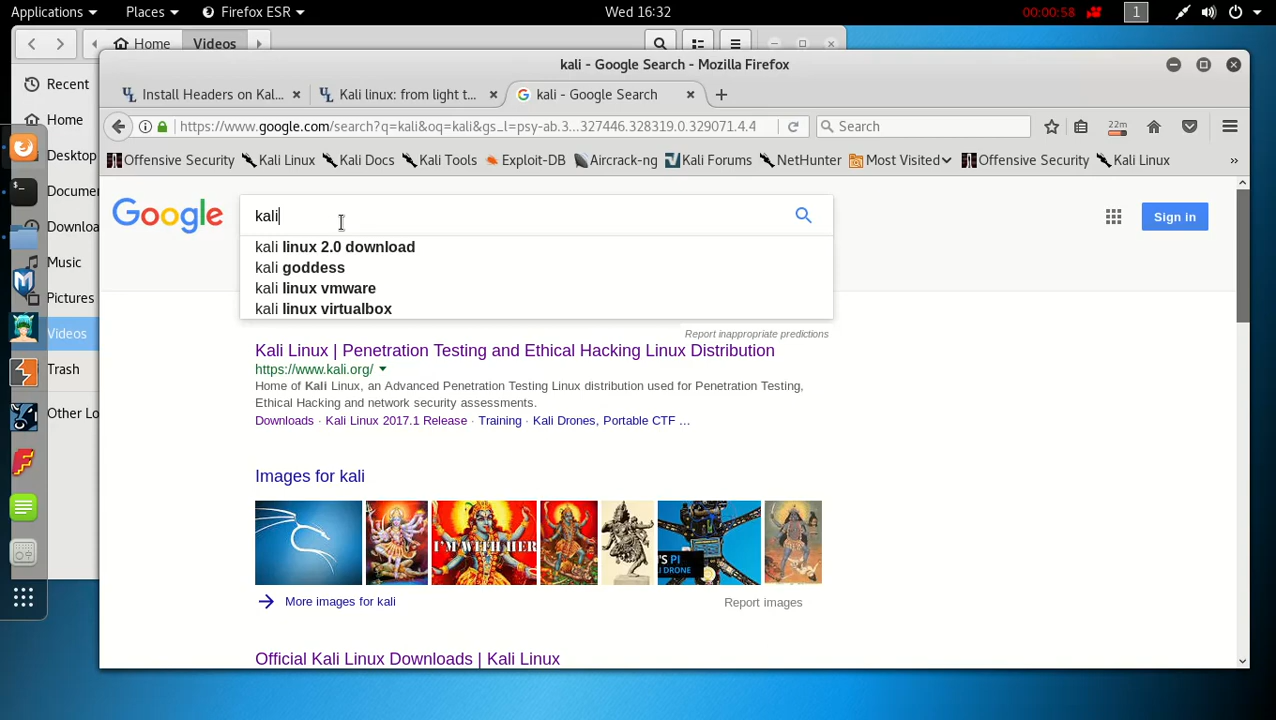 Applications Places Firefox ESR Wed 16:32 00:00:58 1
Home Videos
kali - Google Search - Mozilla Firefox
Install Headers on Kal... Kali linux: from light t... kali - Google Search
https://www.google.com/search?q=kali&oq=kali&gs_l=psy-ab.3...327446.328319.0.329071.4.4 Search 22m
Offensive Security Kali Linux Kali Docs Kali Tools Exploit-DB Aircrack-ng Kali Forums NetHunter Most Visited Offensive Security Kali Linux »
Recent
Home
Desktop
Docume
Downloa
Music
Pictures
Videos
Trash
Other Lo
Google kali Sign in
kali linux 2.0 download
kali goddess
kali linux vmware
kali linux virtualbox
Report inappropriate predictions
Kali Linux | Penetration Testing and Ethical Hacking Linux Distribution
https://www.kali.org/
Home of Kali Linux, an Advanced Penetration Testing Linux distribution used for Penetration Testing,
Ethical Hacking and network security assessments.
Downloads · Kali Linux 2017.1 Release · Training · Kali Drones, Portable CTF ...
Images for kali
I'M WITH HER
'S PI
I DRONE
More images for kali Report images
Official Kali Linux Downloads | Kali Linux